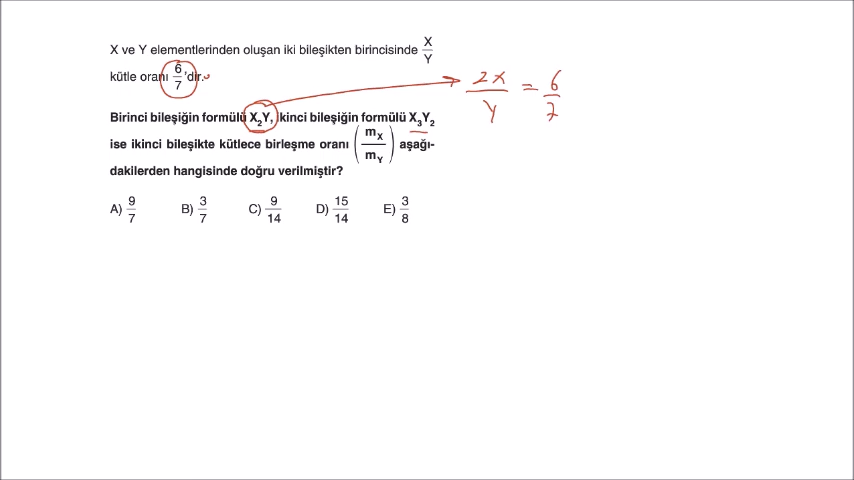 X ve Y elementlerinden oluşan iki bileşikten birincisinde X/Y
kütle oranı 6/7'dir.
2X/Y = 6/7
Birinci bileşiğin formülü X₂Y, ikinci bileşiğin formülü X₃Y₂
ise ikinci bileşikte kütlece birleşme oranı (mX/mY) aşağı-
dakilerden hangisinde doğru verilmiştir?
A) 9/7 B) 3/7 C) 9/14 D) 15/14 E) 3/8